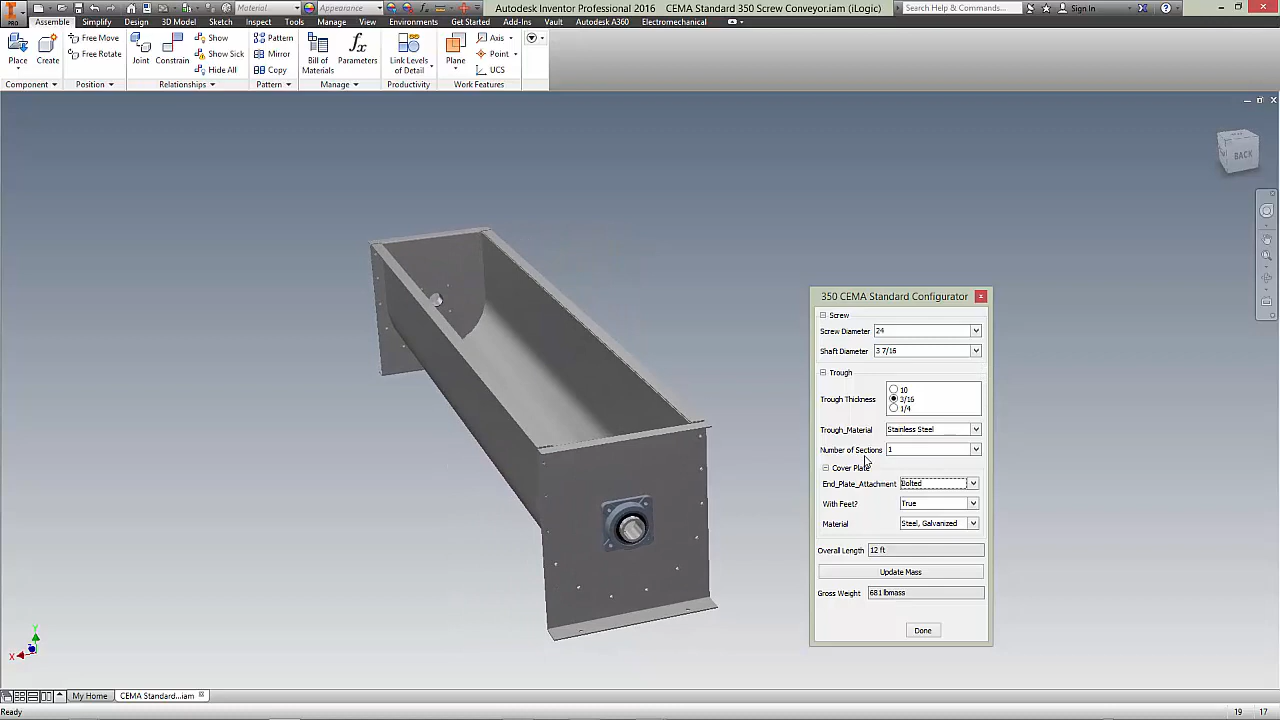 Material
Appearance
Autodesk Inventor Professional 2016
CEMA Standard 350 Screw Conveyor.iam (iLogic)
Search Help & Commands...
Sign In
PRO
Assemble
Simplify
Design
3D Model
Sketch
Inspect
Tools
Manage
View
Environments
Get Started
Add-Ins
Vault
Autodesk A360
Electromechanical
Place
Create
Free Move
Free Rotate
Joint
Constrain
Show
Show Sick
Hide All
Pattern
Mirror
Copy
Bill of
Materials
fx
Parameters
Link Levels
of Detail
Plane
Axis
Point
UCS
Component
Position
Relationships
Pattern
Manage
Productivity
Work Features
BACK
350 CEMA Standard Configurator
Screw
Screw Diameter 24
Shaft Diameter 3 7/16
Trough
Trough Thickness
10
3/16
1/4
Trough_Material Stainless Steel
Number of Sections 1
Cover Plate
End_Plate_Attachment Bolted
With Feet? True
Material Steel, Galvanized
Overall Length 12 ft
Update Mass
Gross Weight 681 lbmass
Done
Y
X
My Home
CEMA Standard...iam
Ready
19 17